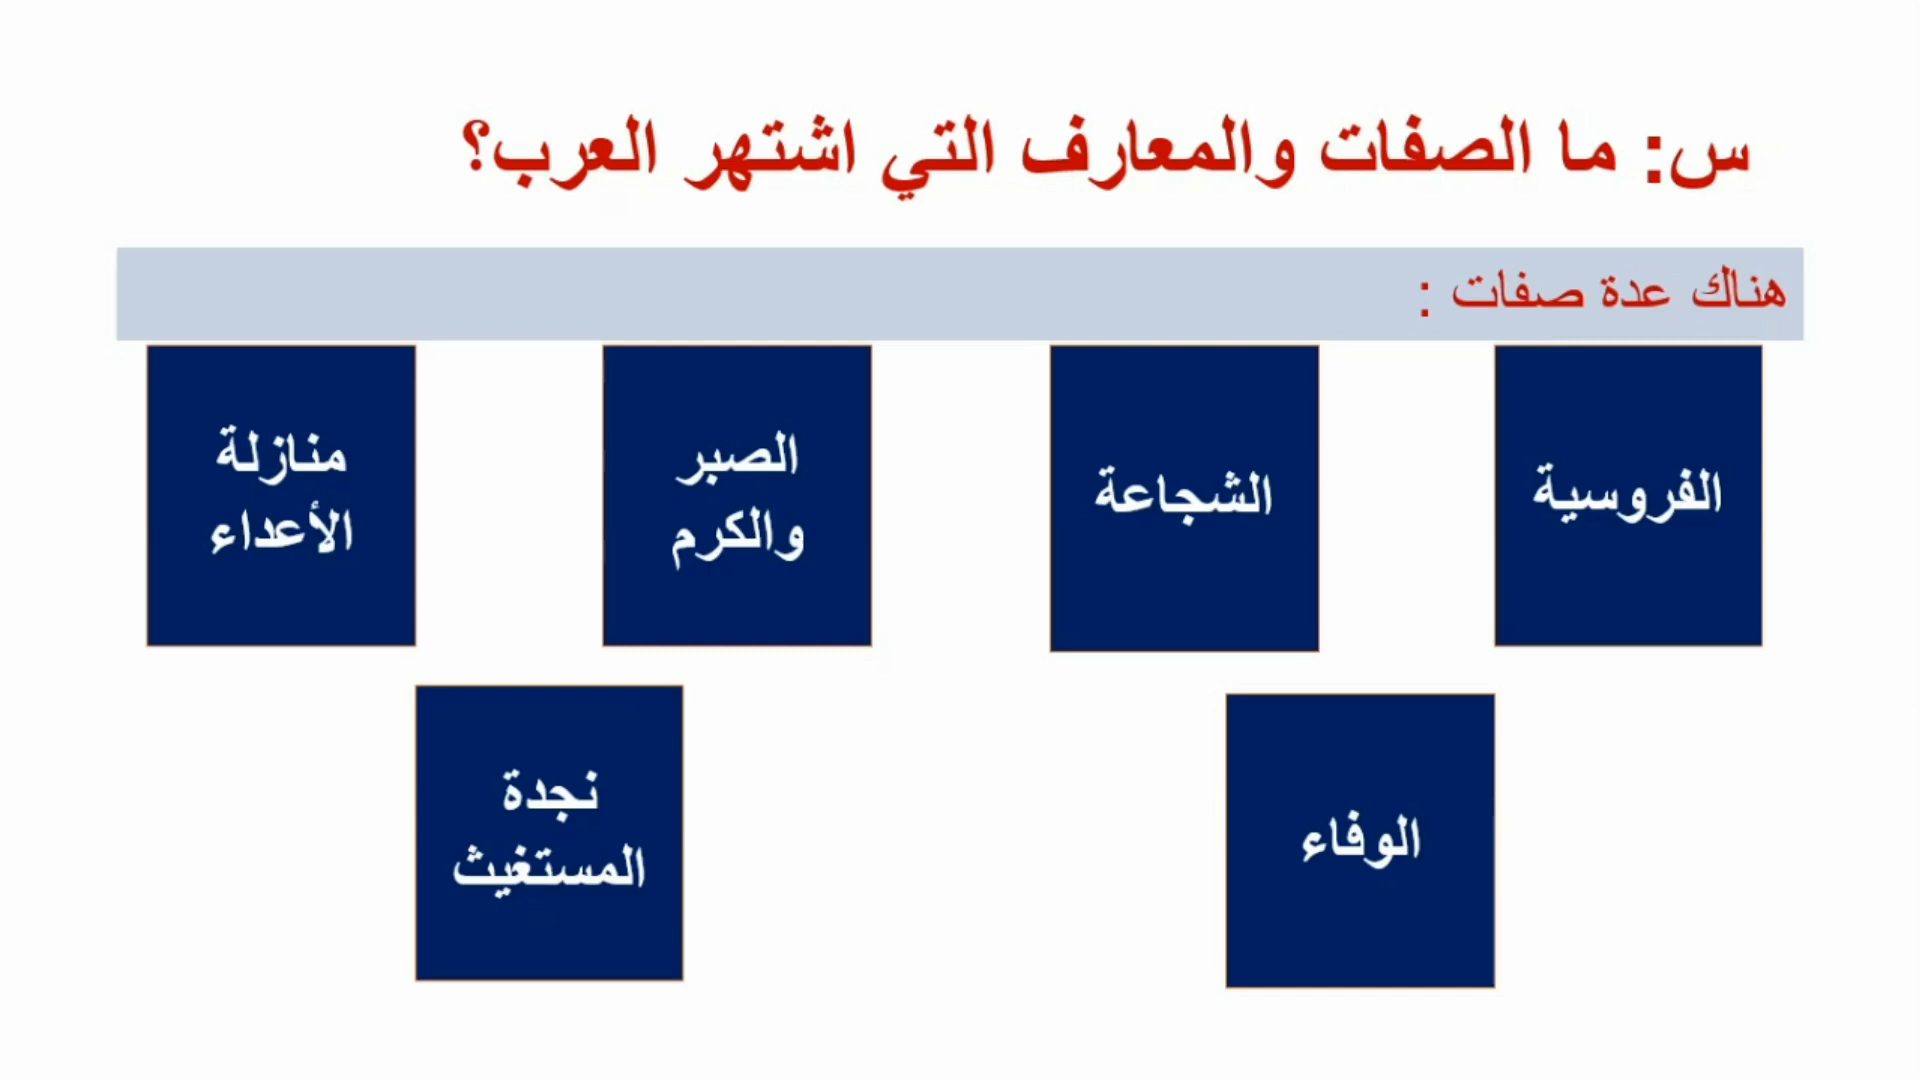 س: ما الصفات والمعارف التي اشتهر العرب؟
هناك عدة صفات :
الفروسية
الشجاعة
الصبر
والكرم
منازلة
الأعداء
الوفاء
نجدة
المستغيث